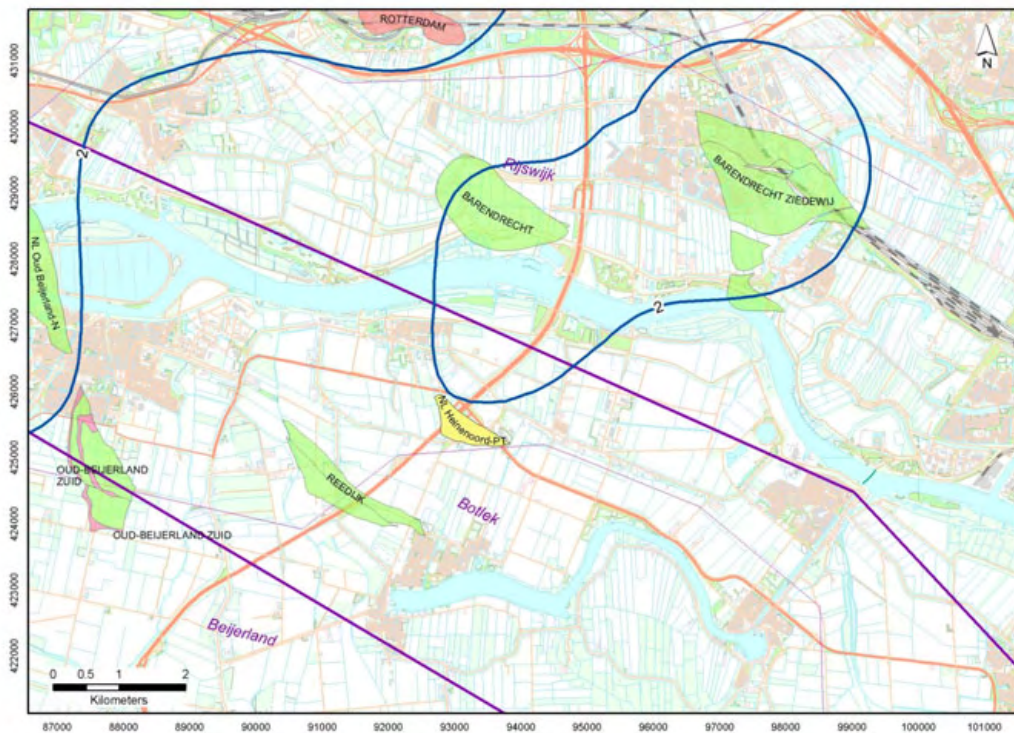 ROTTERDAM
N
431000
430000
429000
428000
427000
426000
425000
424000
423000
422000
2
Rijswijk
BARENDRECHT
BARENDRECHT ZIEDEWIJ
NL Oud Beijerland-N
2
NL Heinenoord-PT
OUD-BEIJERLAND
ZUID
REEDIJK
Botlek
OUD-BEIJERLAND ZUID
Beijerland
0 0.5 1 2
Kilometers
87000 88000 89000 90000 91000 92000 93000 94000 95000 96000 97000 98000 99000 100000 101000